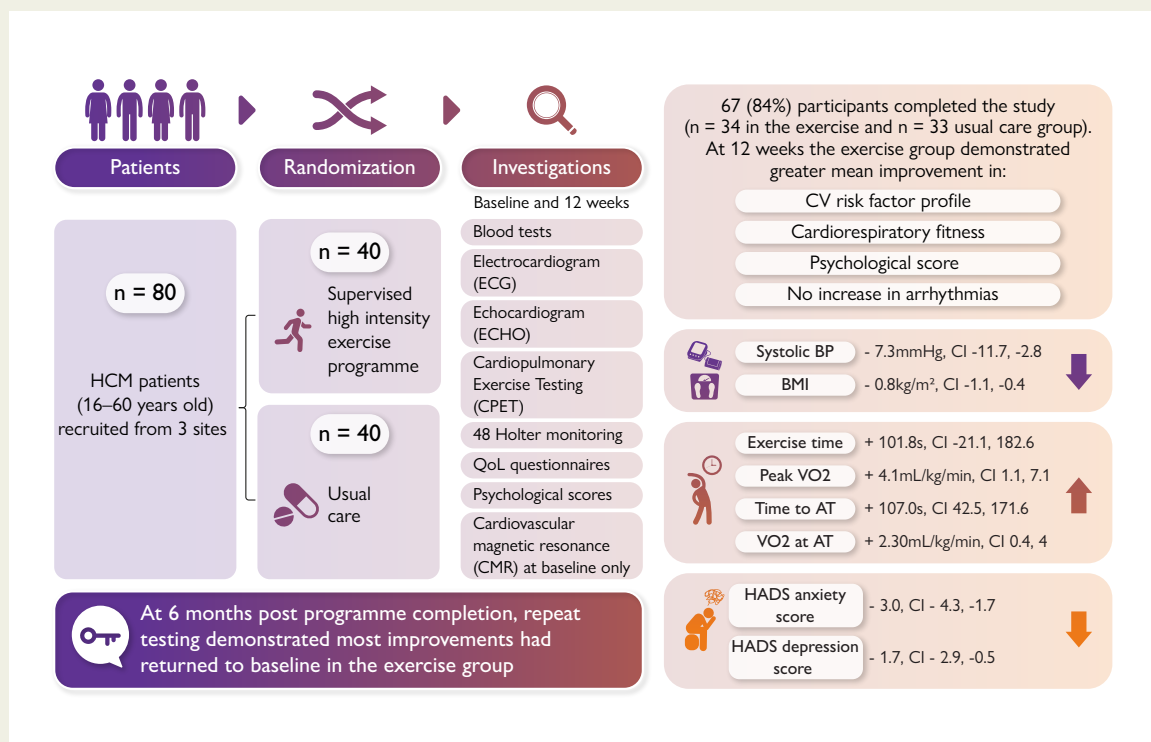 Patients
Randomization
Investigations
n = 80
HCM patients
(16–60 years old)
recruited from 3 sites
n = 40
Supervised
high intensity
exercise
programme
n = 40
Usual
care
Baseline and 12 weeks
Blood tests
Electrocardiogram
(ECG)
Echocardiogram
(ECHO)
Cardiopulmonary
Exercise Testing
(CPET)
48 Holter monitoring
QoL questionnaires
Psychological scores
Cardiovascular
magnetic resonance
(CMR) at baseline only
At 6 months post programme completion, repeat
testing demonstrated most improvements had
returned to baseline in the exercise group
67 (84%) participants completed the study
(n = 34 in the exercise and n = 33 usual care group).
At 12 weeks the exercise group demonstrated
greater mean improvement in:
CV risk factor profile
Cardiorespiratory fitness
Psychological score
No increase in arrhythmias
Systolic BP - 7.3mmHg, CI -11.7, -2.8
BMI - 0.8kg/m², CI -1.1, -0.4
Exercise time + 101.8s, CI -21.1, 182.6
Peak VO2 + 4.1mL/kg/min, CI 1.1, 7.1
Time to AT + 107.0s, CI 42.5, 171.6
VO2 at AT + 2.30mL/kg/min, CI 0.4, 4
HADS anxiety
score
- 3.0, CI - 4.3, -1.7
HADS depression
score
- 1.7, CI - 2.9, -0.5